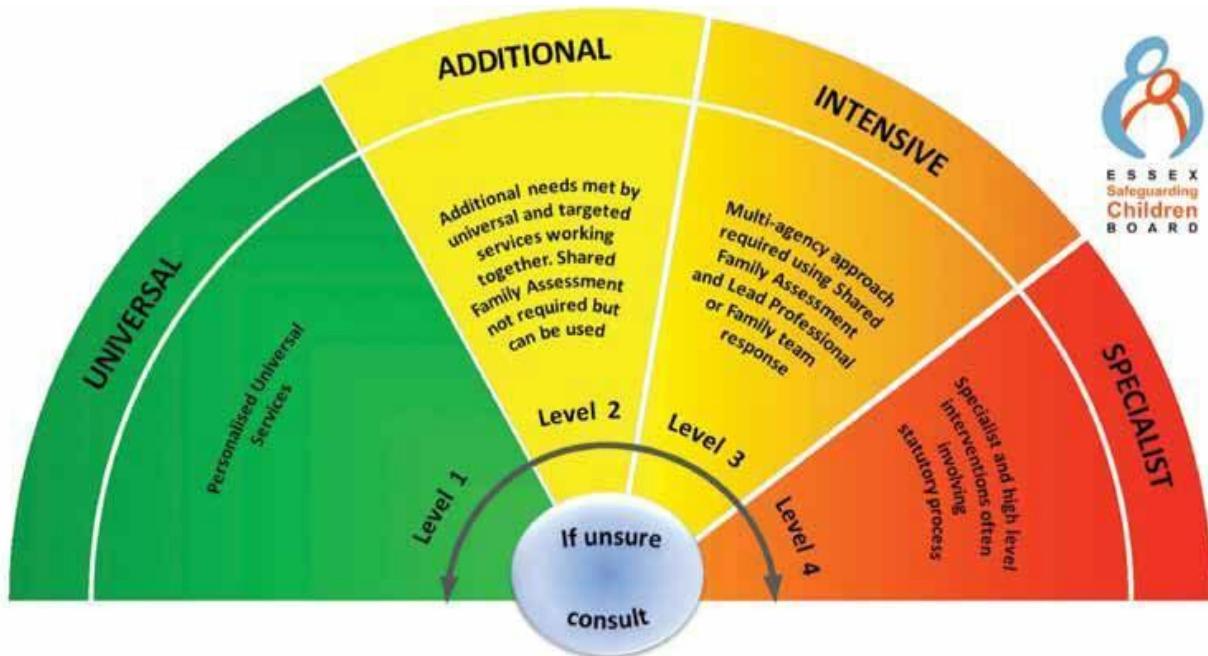 UNIVERSAL
Personalised Universal
Services
Level 1
ADDITIONAL
Additional needs met by
universal and targeted
services working
together. Shared
Family Assessment
not required but
can be used
Level 2
INTENSIVE
Multi-agency approach
required using Shared
Family Assessment
and Lead Professional
or Family team
response
Level 3
SPECIALIST
Specialist and high level
interventions often
involving
statutory process
Level 4
If unsure
consult
ESSEX
Safeguarding
Children
BOARD